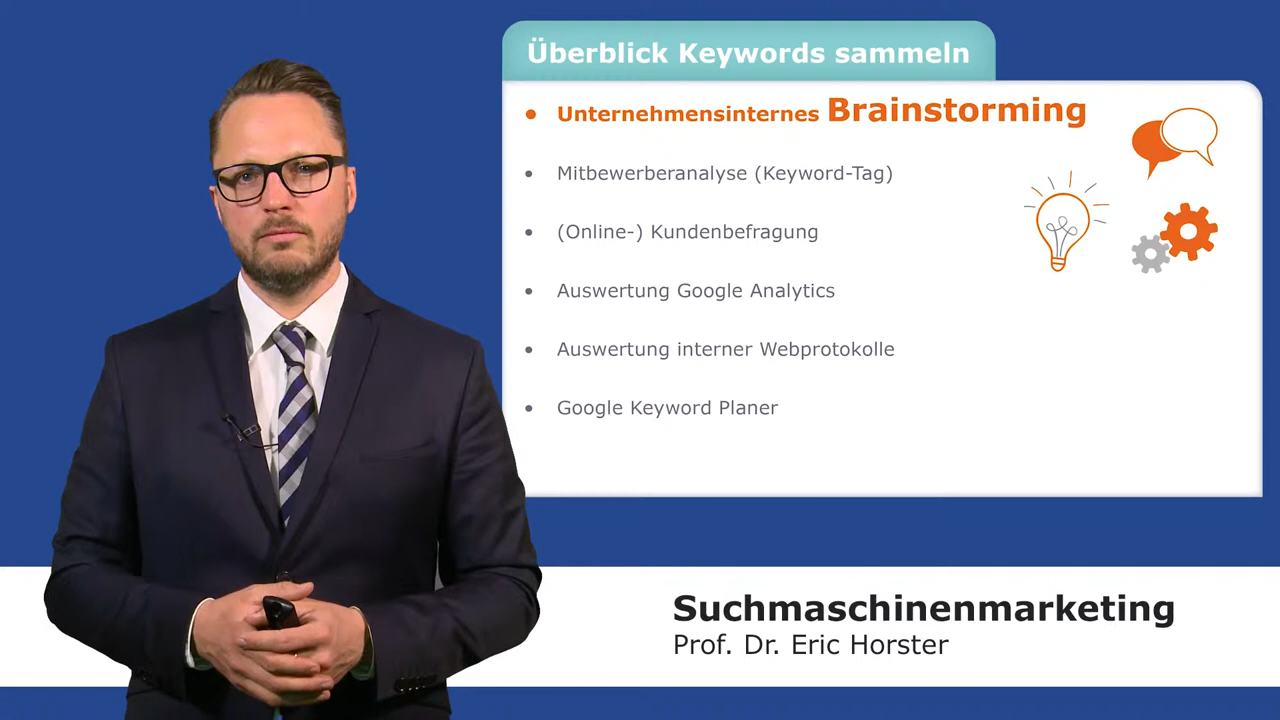 Überblick Keywords sammeln
• Unternehmensinternes Brainstorming
• Mitbewerberanalyse (Keyword-Tag)
• (Online-) Kundenbefragung
• Auswertung Google Analytics
• Auswertung interner Webprotokolle
• Google Keyword Planer
Suchmaschinenmarketing
Prof. Dr. Eric Horster